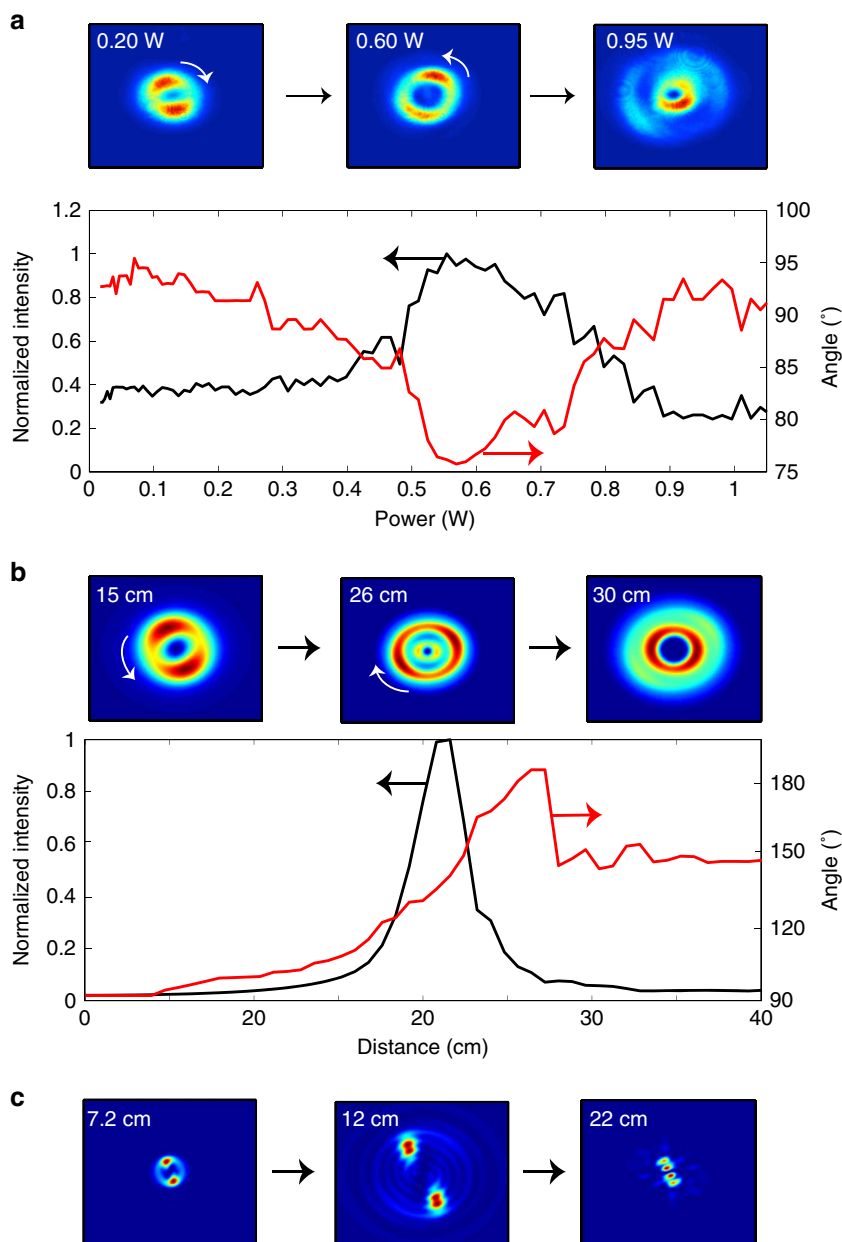 a
0.20 W
0.60 W
0.95 W
1.2
1
0.8
0.6
0.4
0.2
0
Normalized intensity
100
95
90
85
80
75
Angle (°)
0
0.1
0.2
0.3
0.4
0.5
0.6
0.7
0.8
0.9
1
Power (W)
b
15 cm
26 cm
30 cm
1
0.8
0.6
0.4
0.2
0
Normalized intensity
180
150
120
90
Angle (°)
0
20
20
30
40
Distance (cm)
c
7.2 cm
12 cm
22 cm